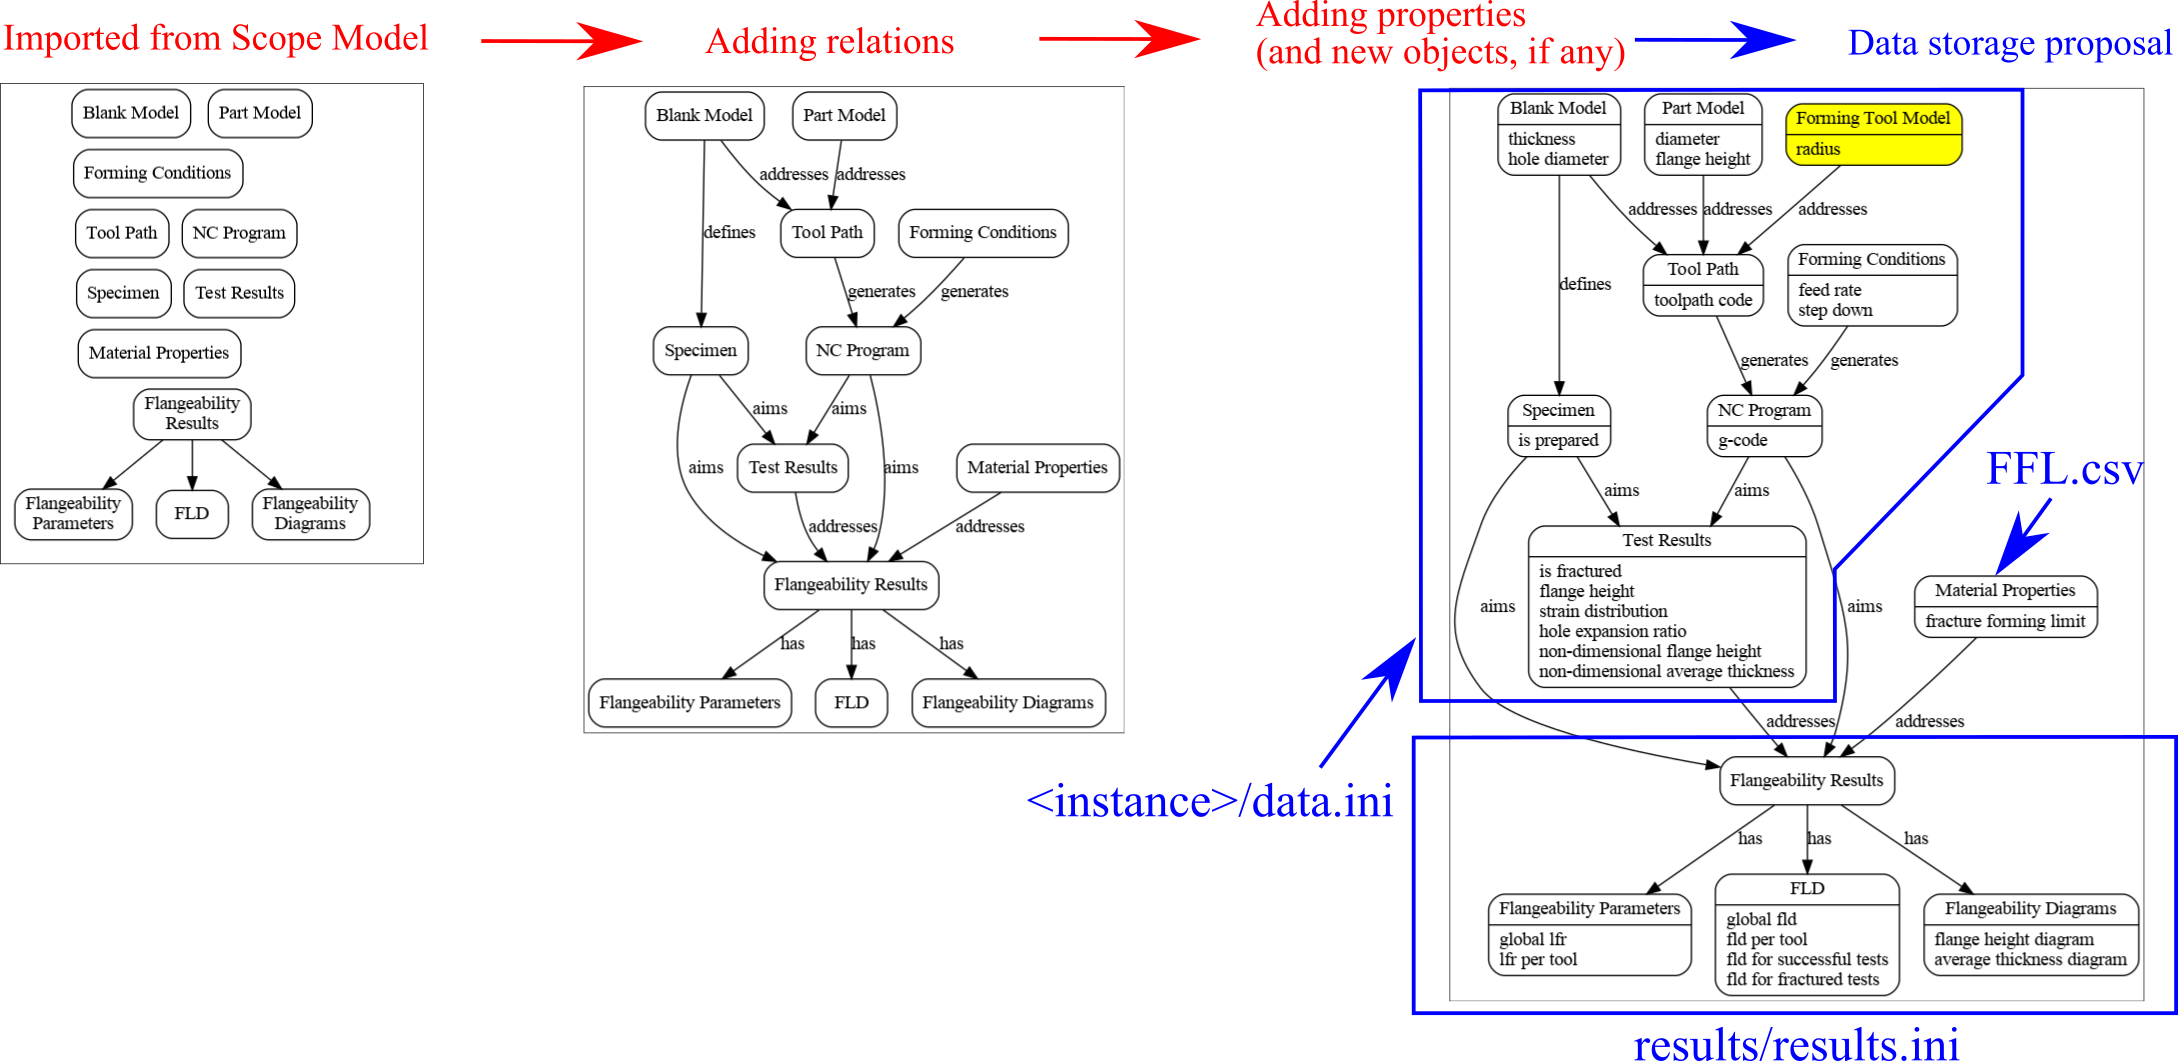 Imported from Scope Model
Adding relations
Adding properties
(and new objects, if any)
Data storage proposal
Blank Model
Part Model
Forming Conditions
Tool Path
NC Program
Specimen
Test Results
Material Properties
Flangeability
Results
Flangeability
Parameters
FLD
Flangeability
Diagrams
Blank Model
Part Model
addresses
addresses
defines
Tool Path
Forming Conditions
generates
generates
Specimen
NC Program
aims
aims
aims
Test Results
aims
Material Properties
addresses
addresses
Flangeability Results
has
has
has
Flangeability Parameters
FLD
Flangeability Diagrams
Blank Model
thickness
hole diameter
Part Model
diameter
flange height
Forming Tool Model
radius
addresses
addresses
addresses
defines
Tool Path
toolpath code
Forming Conditions
feed rate
step down
generates
generates
Specimen
is prepared
NC Program
g-code
FFL.csv
aims
aims
Test Results
is fractured
flange height
strain distribution
hole expansion ratio
non-dimensional flange height
non-dimensional average thickness
aims
aims
Material Properties
fracture forming limit
addresses
addresses
<instance>/data.ini
Flangeability Results
has
has
has
Flangeability Parameters
global lfr
lfr per tool
FLD
global fld
fld per tool
fld for successful tests
fld for fractured tests
Flangeability Diagrams
flange height diagram
average thickness diagram
results/results.ini